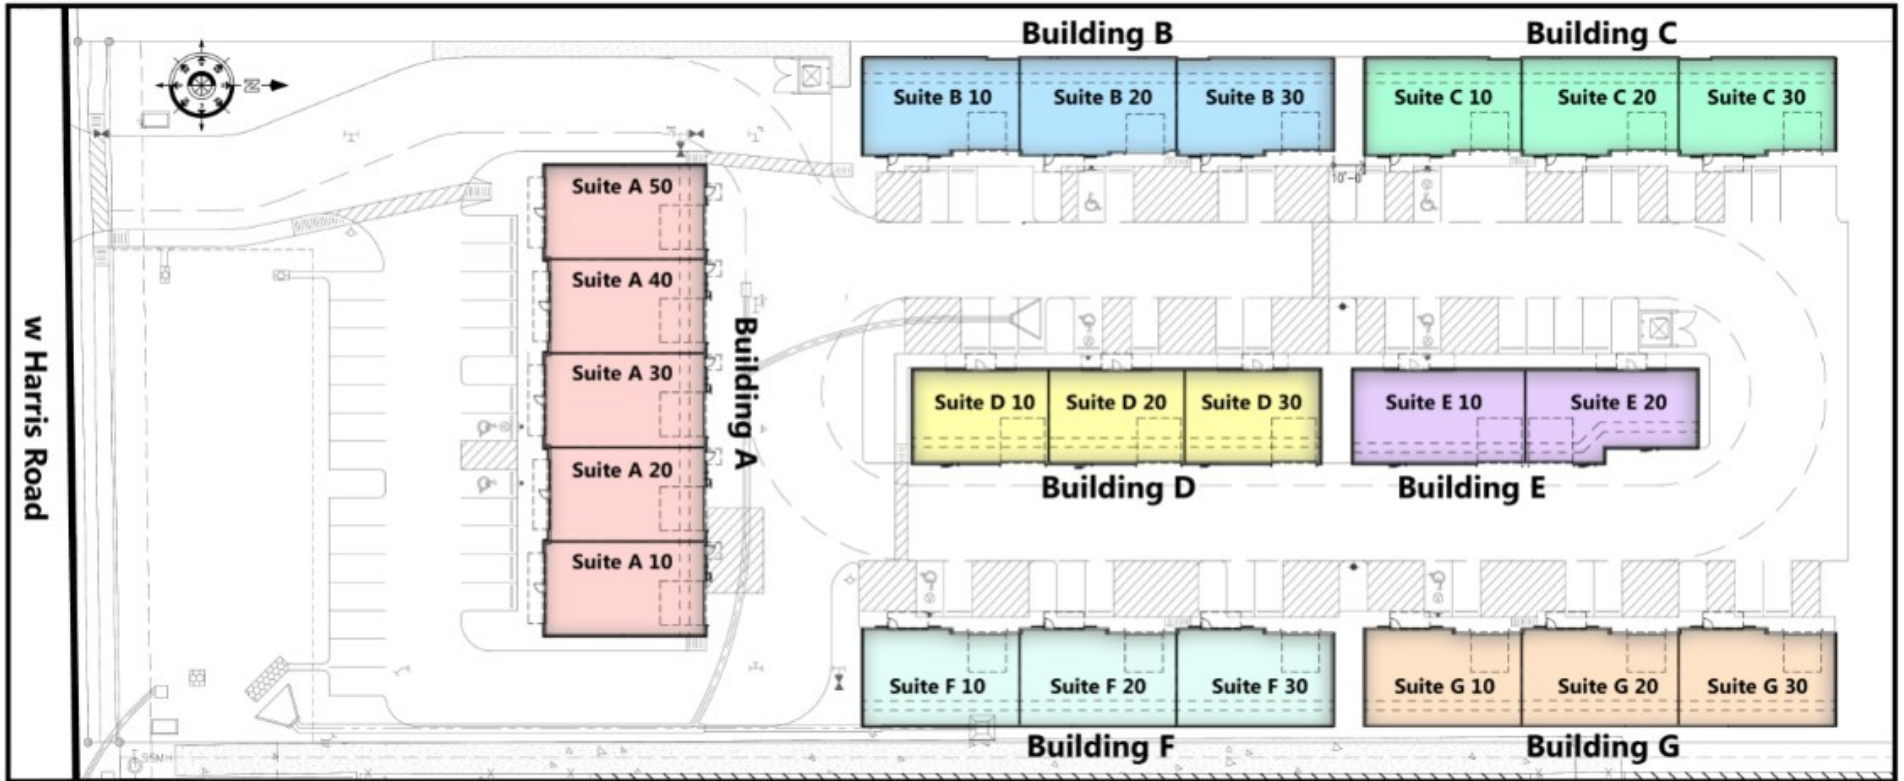 Building B
Building C
N
Suite B 10
Suite B 20
Suite B 30
Suite C 10
Suite C 20
Suite C 30
10'-0"
Suite A 50
Suite A 40
Suite A 30
Suite A 20
Suite A 10
Building A
w Harris Road
Suite D 10
Suite D 20
Suite D 30
Suite E 10
Suite E 20
Building D
Building E
Suite F 10
Suite F 20
Suite F 30
Suite G 10
Suite G 20
Suite G 30
Building F
Building G